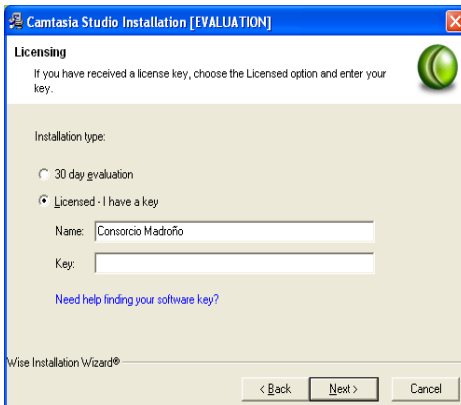 Camtasia Studio Installation [EVALUATION]
Licensing
If you have received a license key, choose the Licensed option and enter your
key.
Installation type:
30 day evaluation
Licensed - I have a key
Name: Consorcio Madroño
Key:
Need help finding your software key?
Wise Installation Wizard®
< Back Next > Cancel